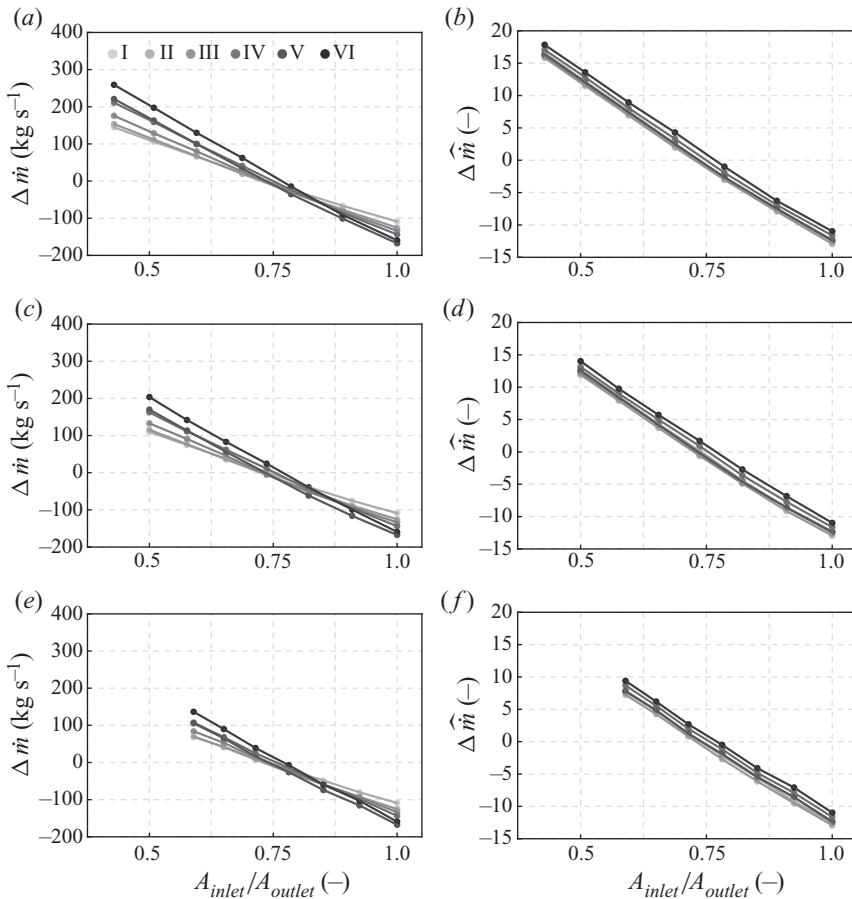 (a)
400
300
200
100
0
–100
–200
Δ ṁ (kg s⁻¹)
I II III IV V VI
0.5 0.75 1.0
(b)
20
15
10
5
0
–5
–10
–15
Δ m̂̇ (–)
0.5 0.75 1.0
(c)
400
300
200
100
0
–100
–200
Δ ṁ (kg s⁻¹)
0.5 0.75 1.0
(d)
20
15
10
5
0
–5
–10
–15
Δ m̂̇ (–)
0.5 0.75 1.0
(e)
400
300
200
100
0
–100
–200
Δ ṁ (kg s⁻¹)
0.5 0.75 1.0
A_inlet/A_outlet (–)
(f)
20
15
10
5
0
–5
–10
–15
Δ m̂̇ (–)
0.5 0.75 1.0
A_inlet/A_outlet (–)